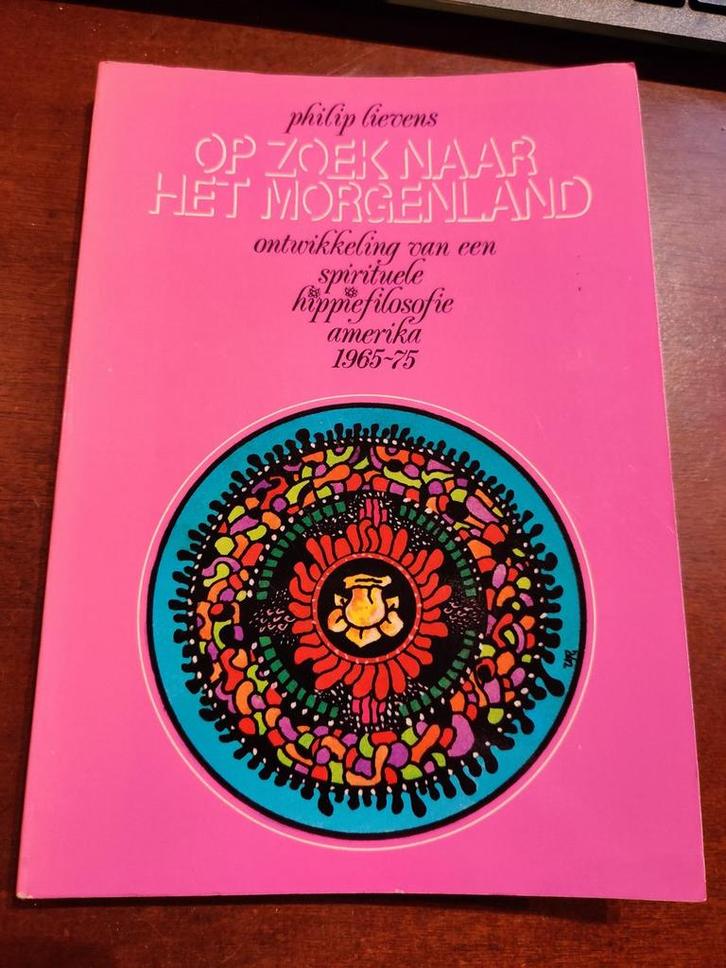 philip lievens
OP ZOEK NAAR
HET MORGENLAND
ontwikkeling van een
spirituele
hippiefilosofie
amerika
1965~75